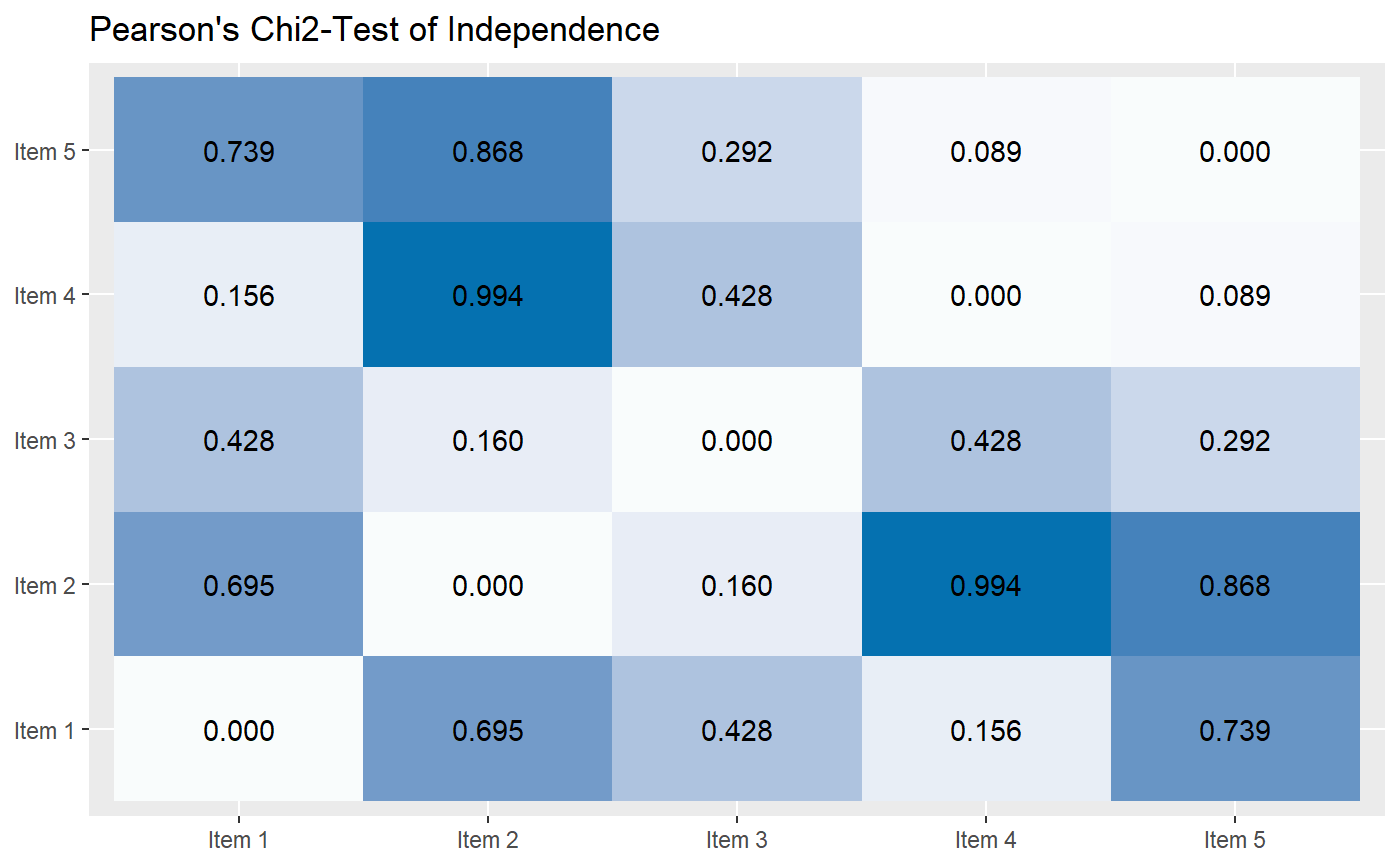 Pearson's Chi2-Test of Independence
Item 5 0.739 0.868 0.292 0.089 0.000
Item 4 0.156 0.994 0.428 0.000 0.089
Item 3 0.428 0.160 0.000 0.428 0.292
Item 2 0.695 0.000 0.160 0.994 0.868
Item 1 0.000 0.695 0.428 0.156 0.739
Item 1 Item 2 Item 3 Item 4 Item 5